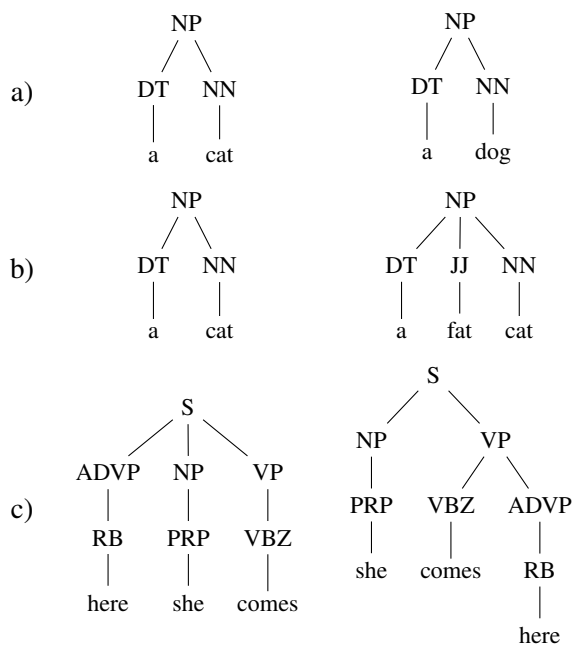 NP NP
a) DT NN DT NN
a cat a dog
NP NP
b) DT NN DT JJ NN
a cat a fat cat
S
S
NP VP
ADVP NP VP
c) PRP VBZ ADVP
RB PRP VBZ
she comes RB
here she comes
here